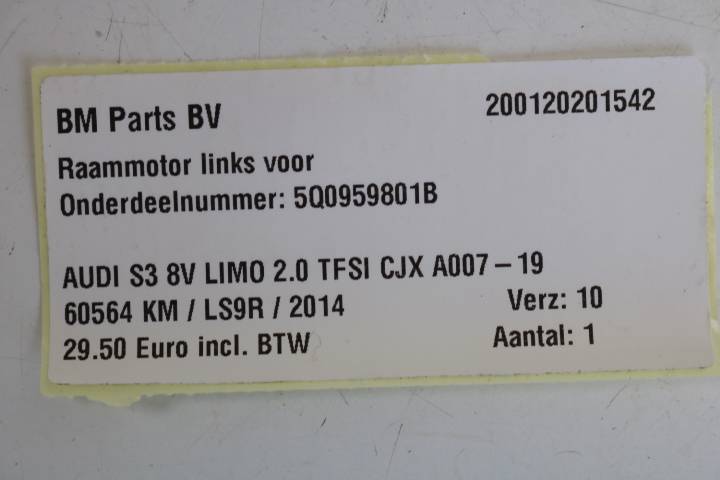 BM Parts BV 200120201542
Raammotor links voor
Onderdeelnummer: 5Q0959801B
AUDI S3 8V LIMO 2.0 TFSI CJX A007 – 19
60564 KM / LS9R / 2014 Verz: 10
29.50 Euro incl. BTW Aantal: 1